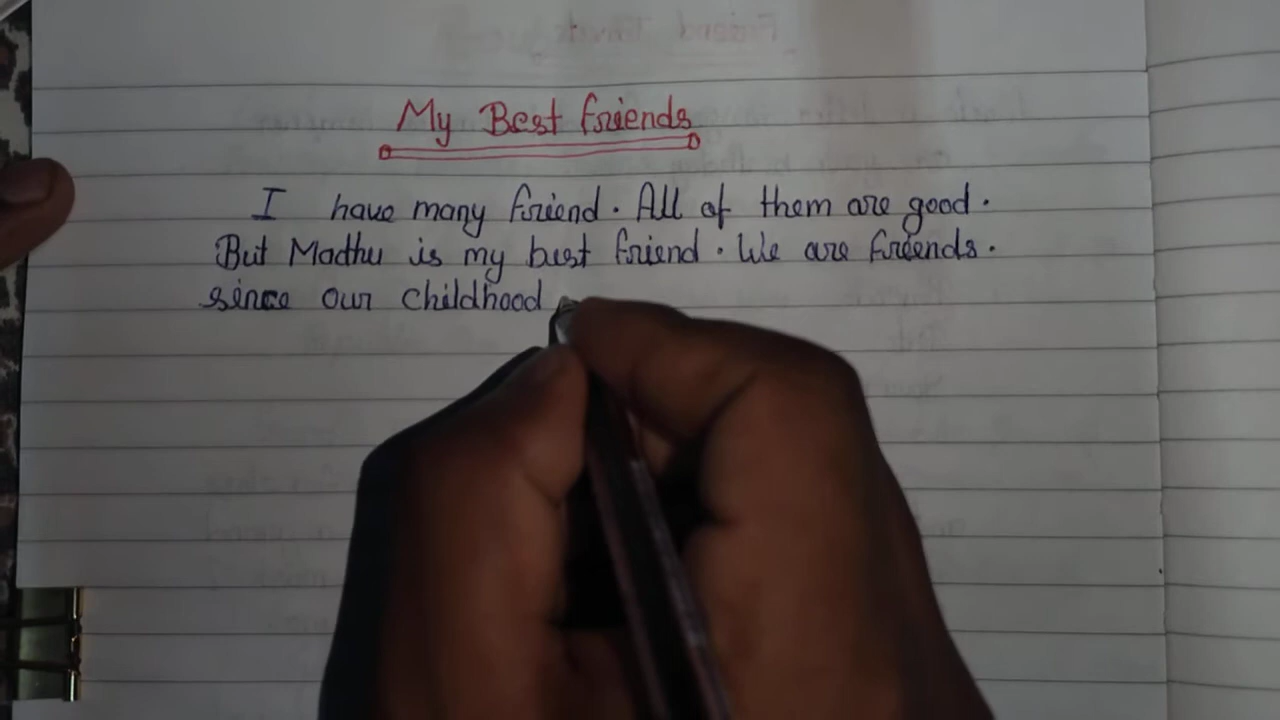 My Best Friends
I have many friend. All of them are good.
But Madhu is my best friend. We are friends.
since our childhood